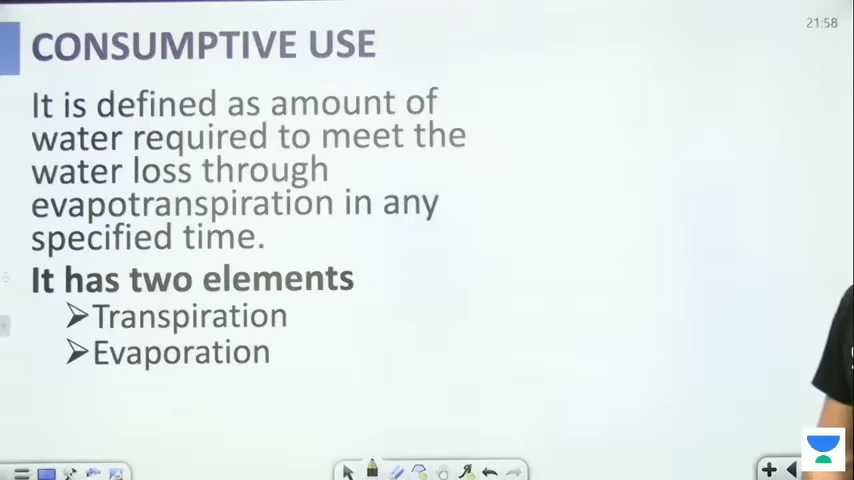 21:58
CONSUMPTIVE USE
It is defined as amount of
water required to meet the
water loss through
evapotranspiration in any
specified time.
It has two elements
➢Transpiration
➢Evaporation